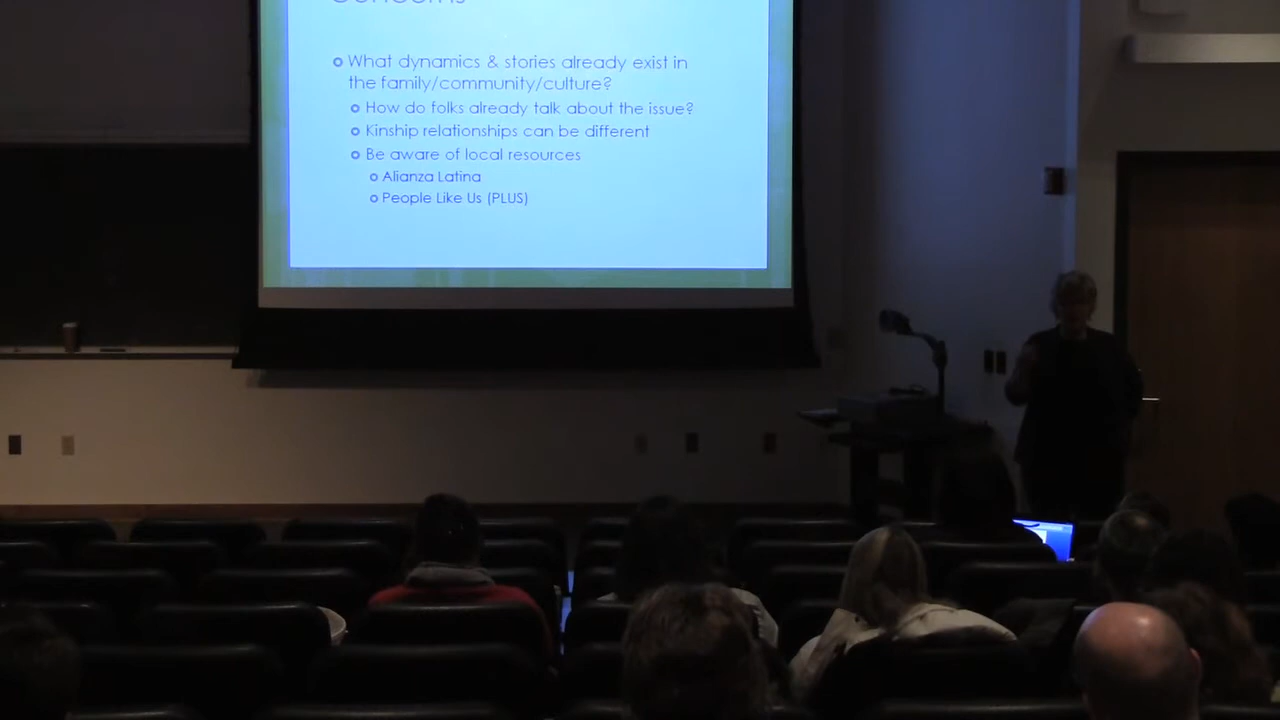 Concerns
What dynamics & stories already exist in
the family/community/culture?
How do folks already talk about the issue?
Kinship relationships can be different
Be aware of local resources
Alianza Latina
People Like Us (PLUS)